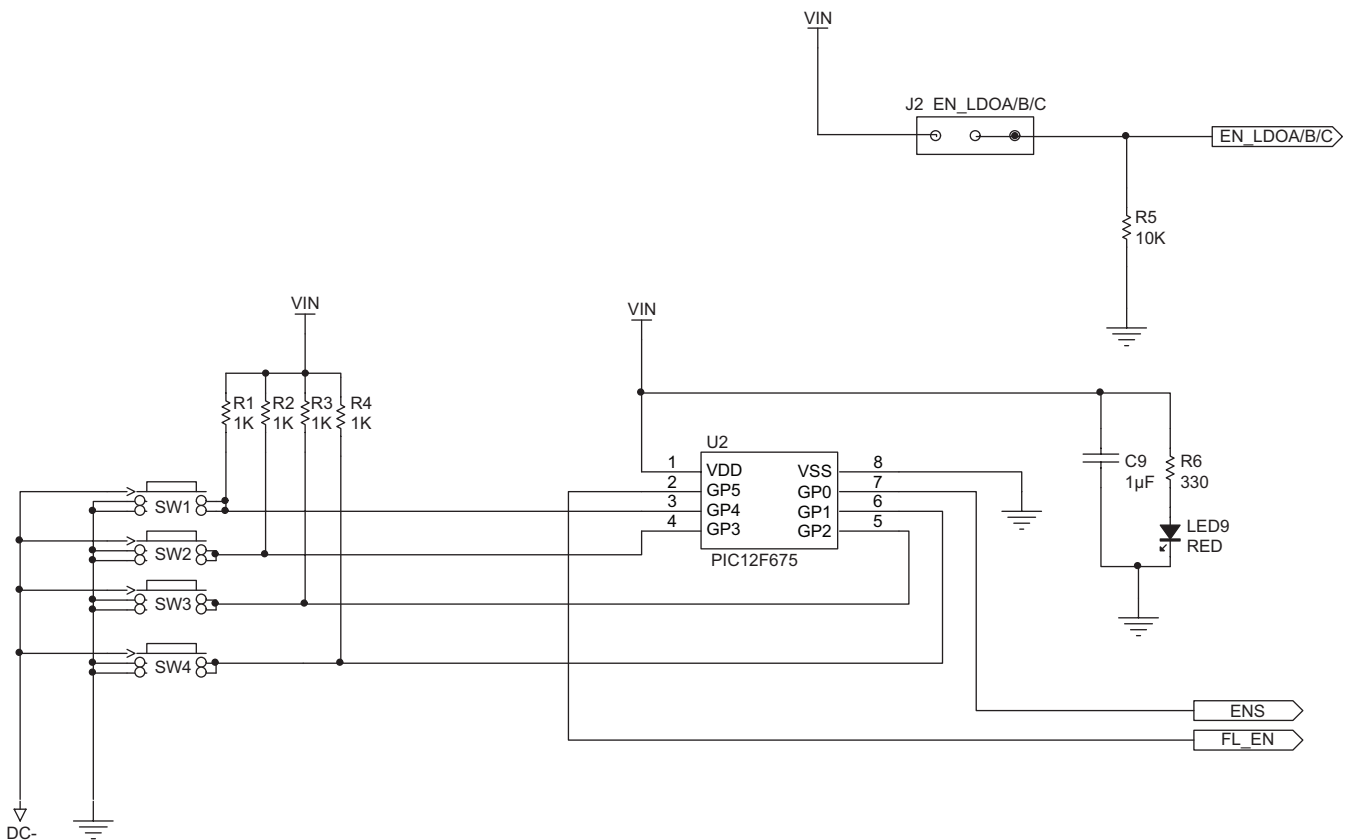 VIN
J2 EN_LDOA/B/C
EN_LDOA/B/C
R5
10K
VIN
VIN
R1
1K
R2
1K
R3
1K
R4
1K
U2
1 VDD VSS 8
2 GP5 GP0 7
3 GP4 GP1 6
4 GP3 GP2 5
PIC12F675
C9
1µF
R6
330
LED9
RED
SW1
SW2
SW3
SW4
ENS
FL_EN
DC-